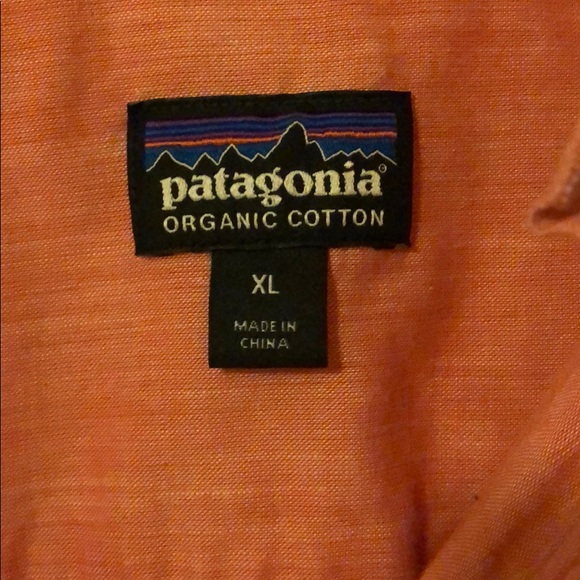 patagonia®
ORGANIC COTTON
XL
MADE IN
CHINA